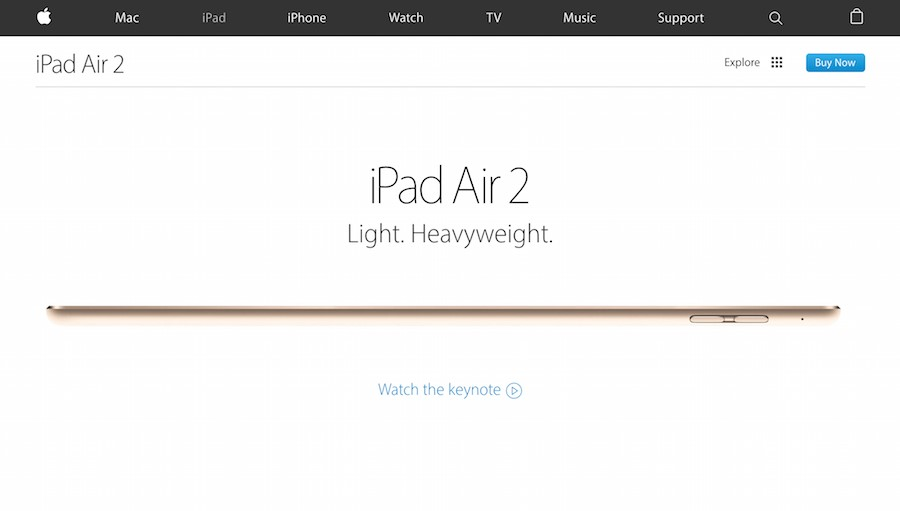 Mac iPad iPhone Watch TV Music Support
iPad Air 2 Explore Buy Now
iPad Air 2
Light. Heavyweight.
Watch the keynote